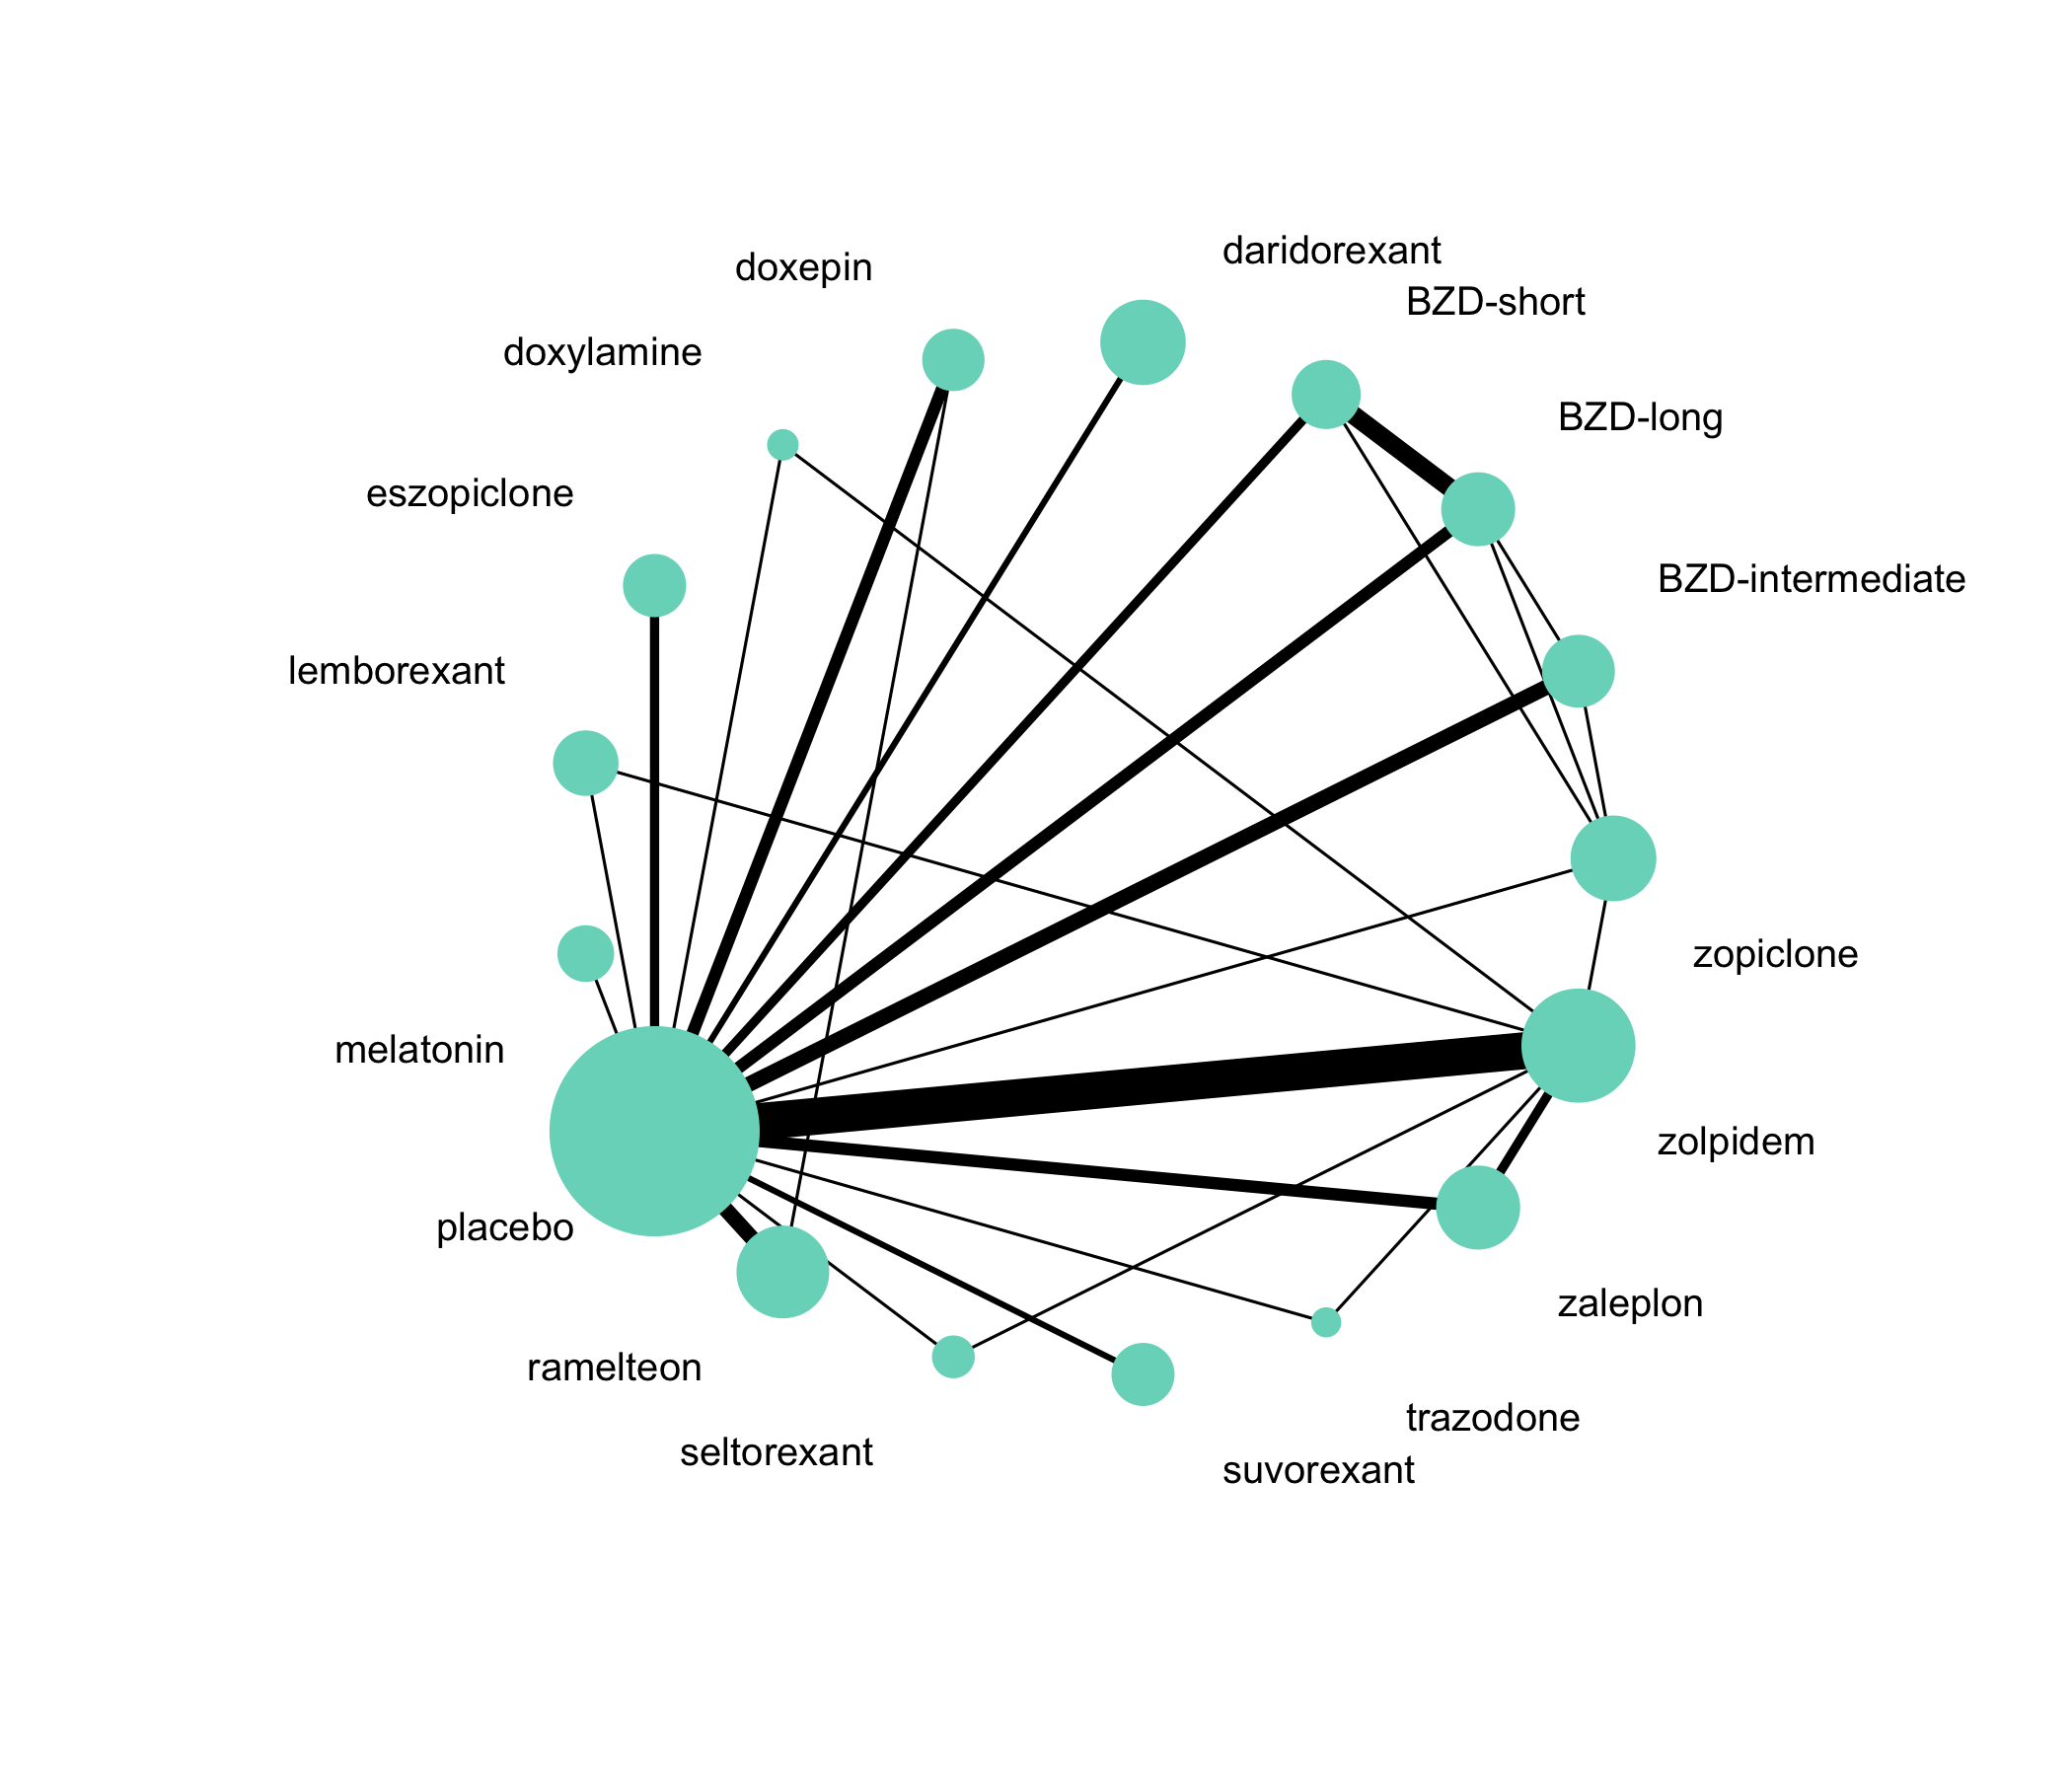 daridorexant
doxepin
BZD-short
doxylamine
BZD-long
eszopiclone
BZD-intermediate
lemborexant
zopiclone
melatonin
zolpidem
placebo
zaleplon
ramelteon
trazodone
seltorexant
suvorexant